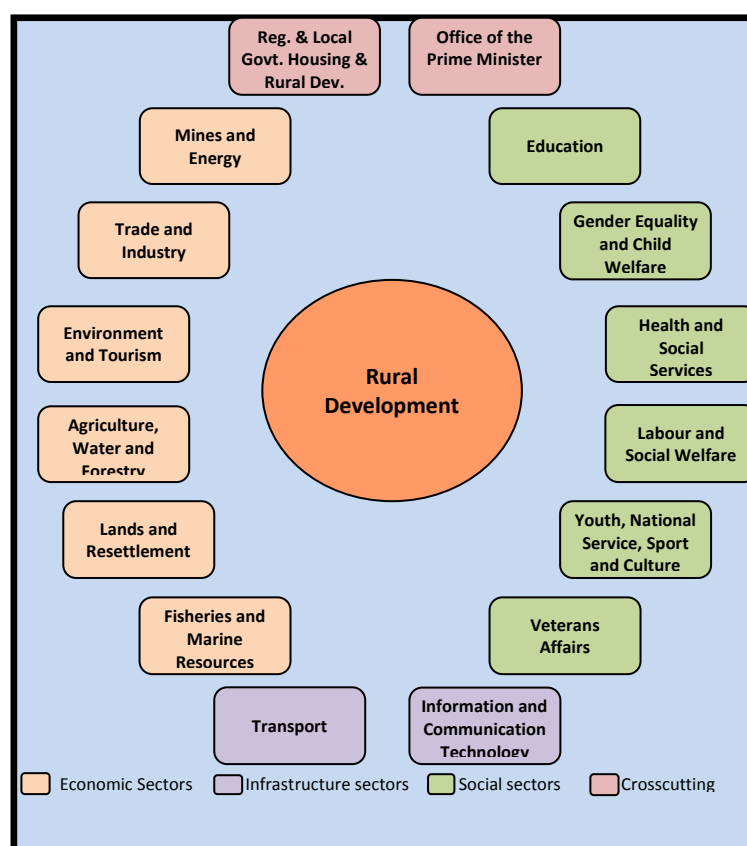 Reg. & Local
Govt. Housing &
Rural Dev.
Office of the
Prime Minister
Mines and
Energy
Education
Trade and
Industry
Gender Equality
and Child
Welfare
Environment
and Tourism
Health and
Social
Services
Rural
Development
Agriculture,
Water and
Forestry
Labour and
Social Welfare
Lands and
Resettlement
Youth, National
Service, Sport
and Culture
Fisheries and
Marine
Resources
Veterans
Affairs
Transport
Information and
Communication
Technology
Economic Sectors
Infrastructure sectors
Social sectors
Crosscutting